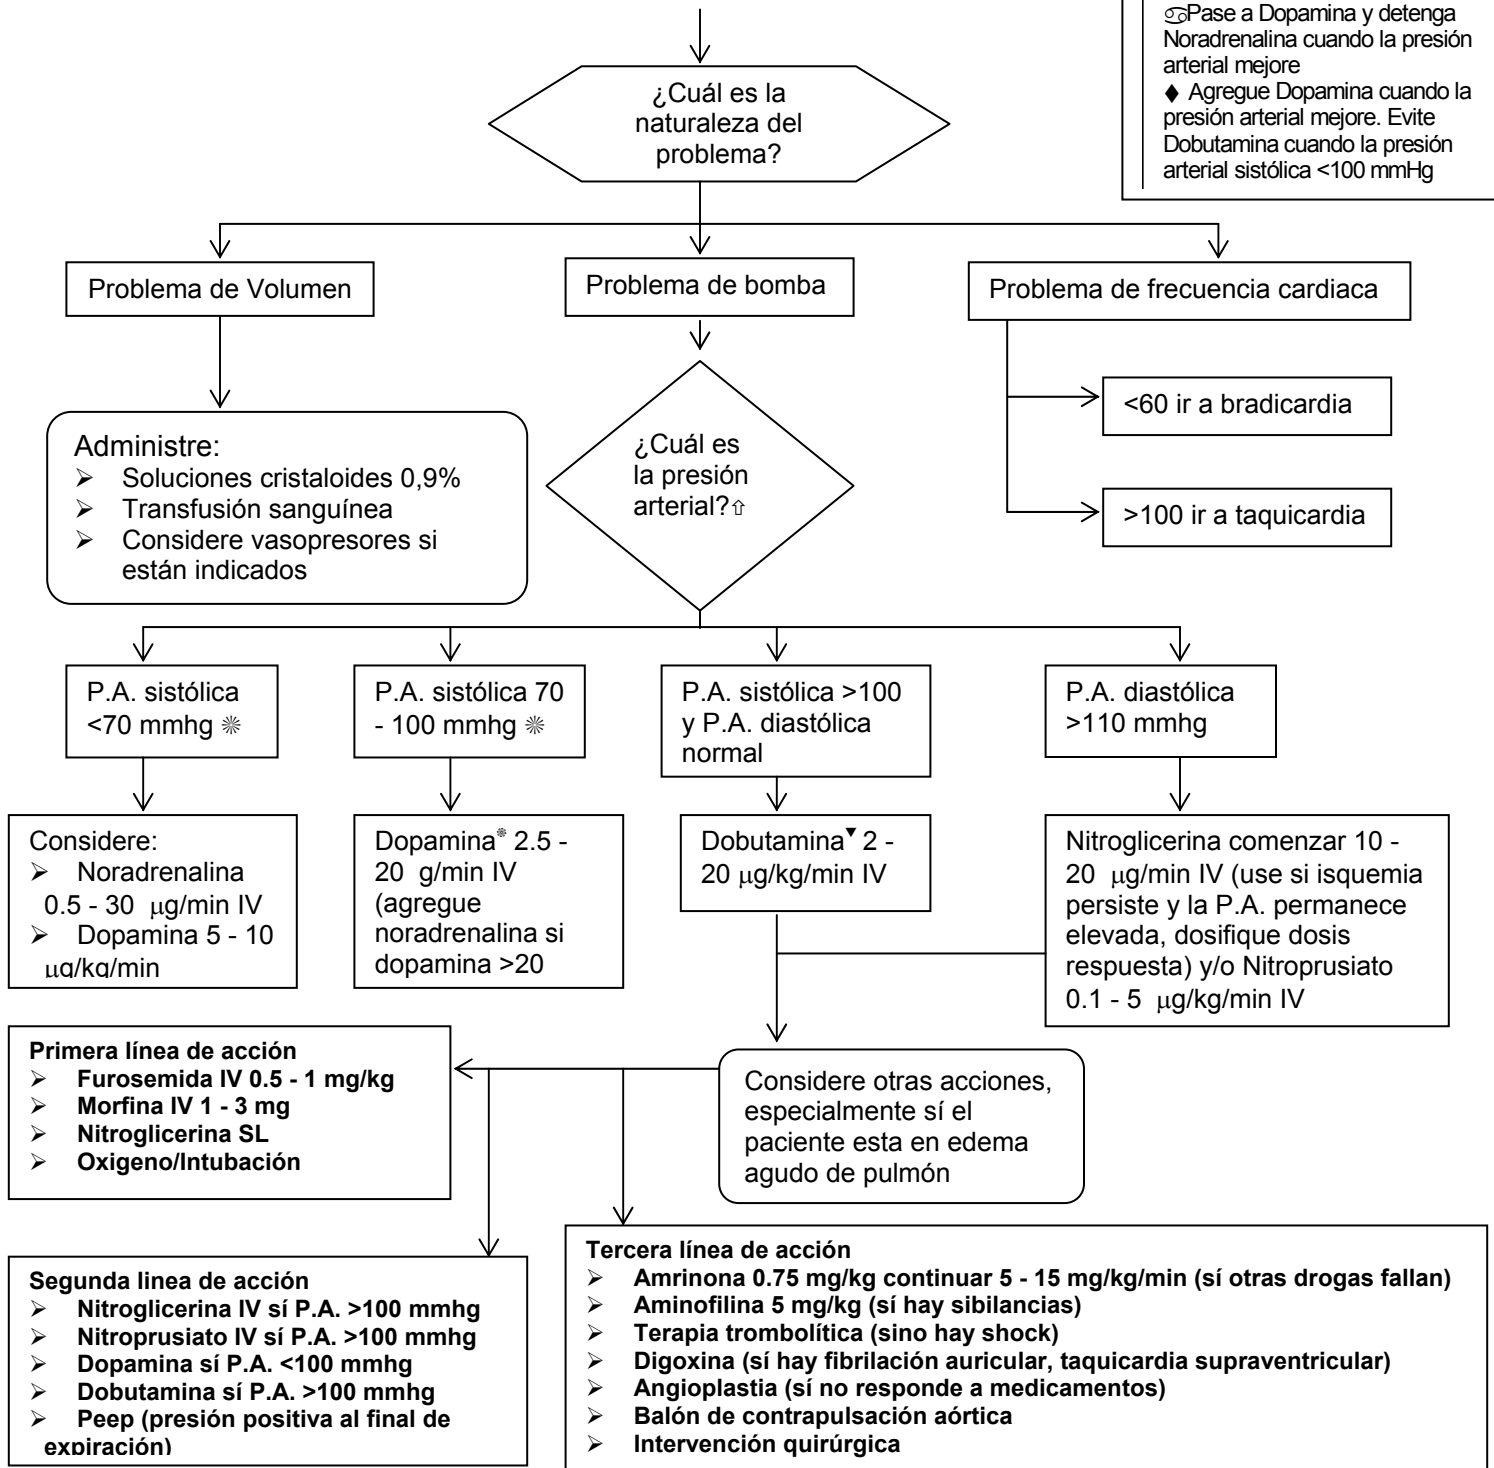 ♋Pase a Dopamina y detenga
Noradrenalina cuando la presión
arterial mejore
♦ Agregue Dopamina cuando la
presión arterial mejore. Evite
Dobutamina cuando la presión
arterial sistólica <100 mmHg
¿Cuál es la
naturaleza del
problema?
Problema de Volumen
Problema de bomba
Problema de frecuencia cardiaca
<60 ir a bradicardia
>100 ir a taquicardia
Administre:
➢ Soluciones cristaloides 0,9%
➢ Transfusión sanguínea
➢ Considere vasopresores si
están indicados
¿Cuál es
la presión
arterial?⇧
P.A. sistólica
<70 mmhg ❊
P.A. sistólica 70
- 100 mmhg ❊
P.A. sistólica >100
y P.A. diastólica
normal
P.A. diastólica
>110 mmhg
Considere:
➢ Noradrenalina
0.5 - 30 µg/min IV
➢ Dopamina 5 - 10
µg/kg/min
Dopamina❊ 2.5 -
20 g/min IV
(agregue
noradrenalina si
dopamina >20
Dobutamina▼ 2 -
20 µg/kg/min IV
Nitroglicerina comenzar 10 -
20 µg/min IV (use si isquemia
persiste y la P.A. permanece
elevada, dosifique dosis
respuesta) y/o Nitroprusiato
0.1 - 5 µg/kg/min IV
Considere otras acciones,
especialmente sí el
paciente esta en edema
agudo de pulmón
Primera línea de acción
➢ Furosemida IV 0.5 - 1 mg/kg
➢ Morfina IV 1 - 3 mg
➢ Nitroglicerina SL
➢ Oxigeno/Intubación
Segunda linea de acción
➢ Nitroglicerina IV sí P.A. >100 mmhg
➢ Nitroprusiato IV sí P.A. >100 mmhg
➢ Dopamina sí P.A. <100 mmhg
➢ Dobutamina sí P.A. >100 mmhg
➢ Peep (presión positiva al final de
expiración)
Tercera línea de acción
➢ Amrinona 0.75 mg/kg continuar 5 - 15 mg/kg/min (sí otras drogas fallan)
➢ Aminofilina 5 mg/kg (sí hay sibilancias)
➢ Terapia trombolítica (sino hay shock)
➢ Digoxina (sí hay fibrilación auricular, taquicardia supraventricular)
➢ Angioplastia (sí no responde a medicamentos)
➢ Balón de contrapulsación aórtica
➢ Intervención quirúrgica